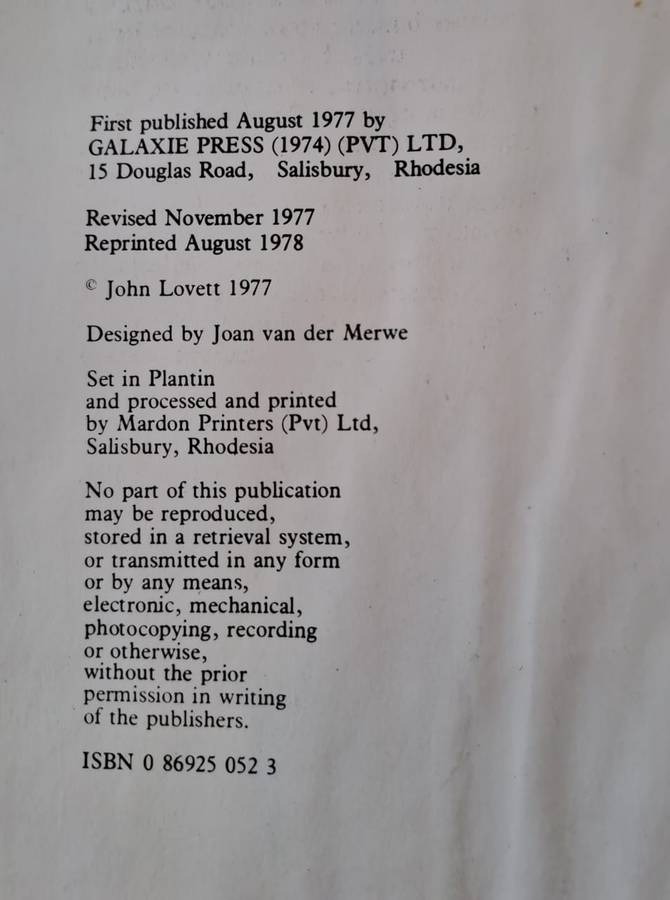 First published August 1977 by
GALAXIE PRESS (1974) (PVT) LTD,
15 Douglas Road, Salisbury, Rhodesia
Revised November 1977
Reprinted August 1978
© John Lovett 1977
Designed by Joan van der Merwe
Set in Plantin
and processed and printed
by Mardon Printers (Pvt) Ltd,
Salisbury, Rhodesia
No part of this publication
may be reproduced,
stored in a retrieval system,
or transmitted in any form
or by any means,
electronic, mechanical,
photocopying, recording
or otherwise,
without the prior
permission in writing
of the publishers.
ISBN 0 86925 052 3